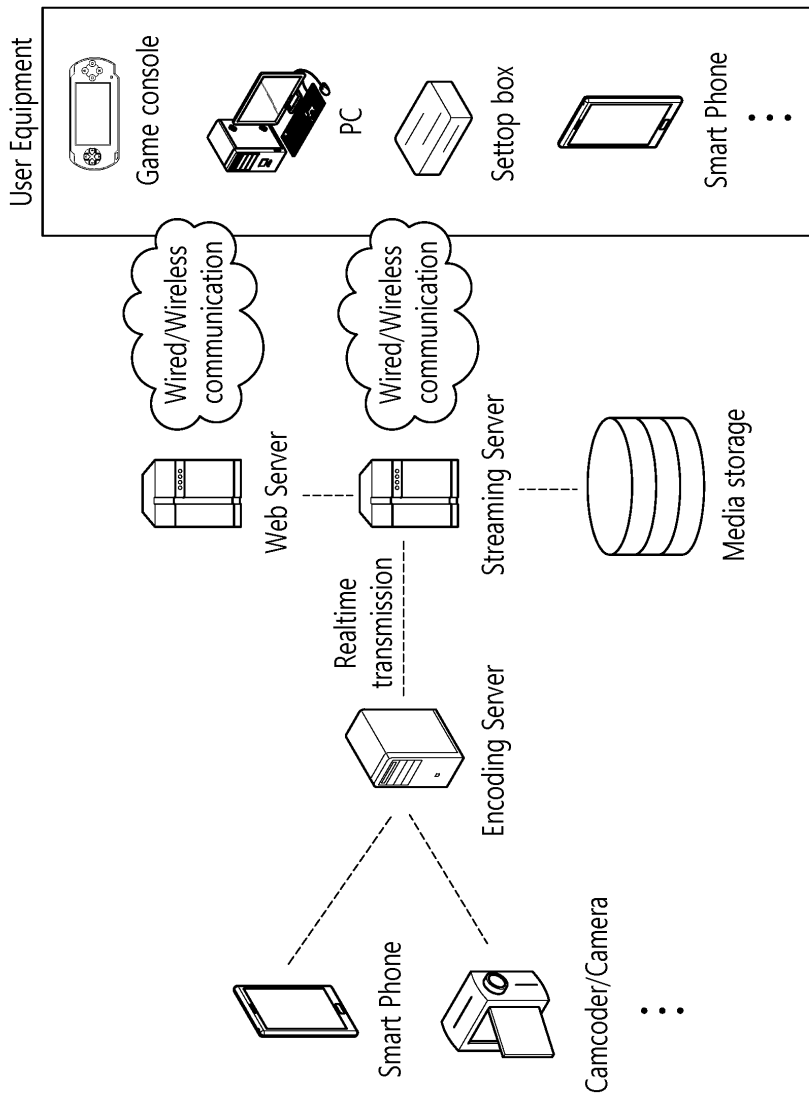 User Equipment
Game console
PC
Settop box
Smart Phone
Wired/Wireless
communication
Wired/Wireless
communication
Web Server
Streaming Server
Media storage
Realtime
transmission
Encoding Server
Smart Phone
Camcoder/Camera